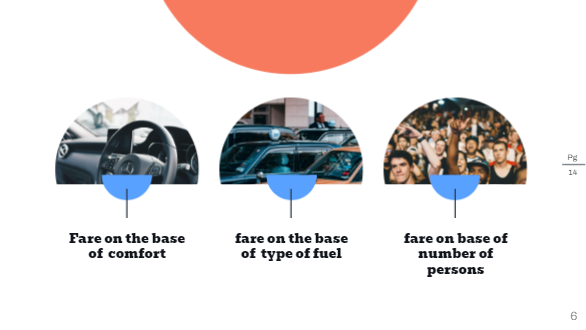 Pg
14
Fare on the base
of comfort
fare on the base
of type of fuel
fare on base of
number of
persons
6